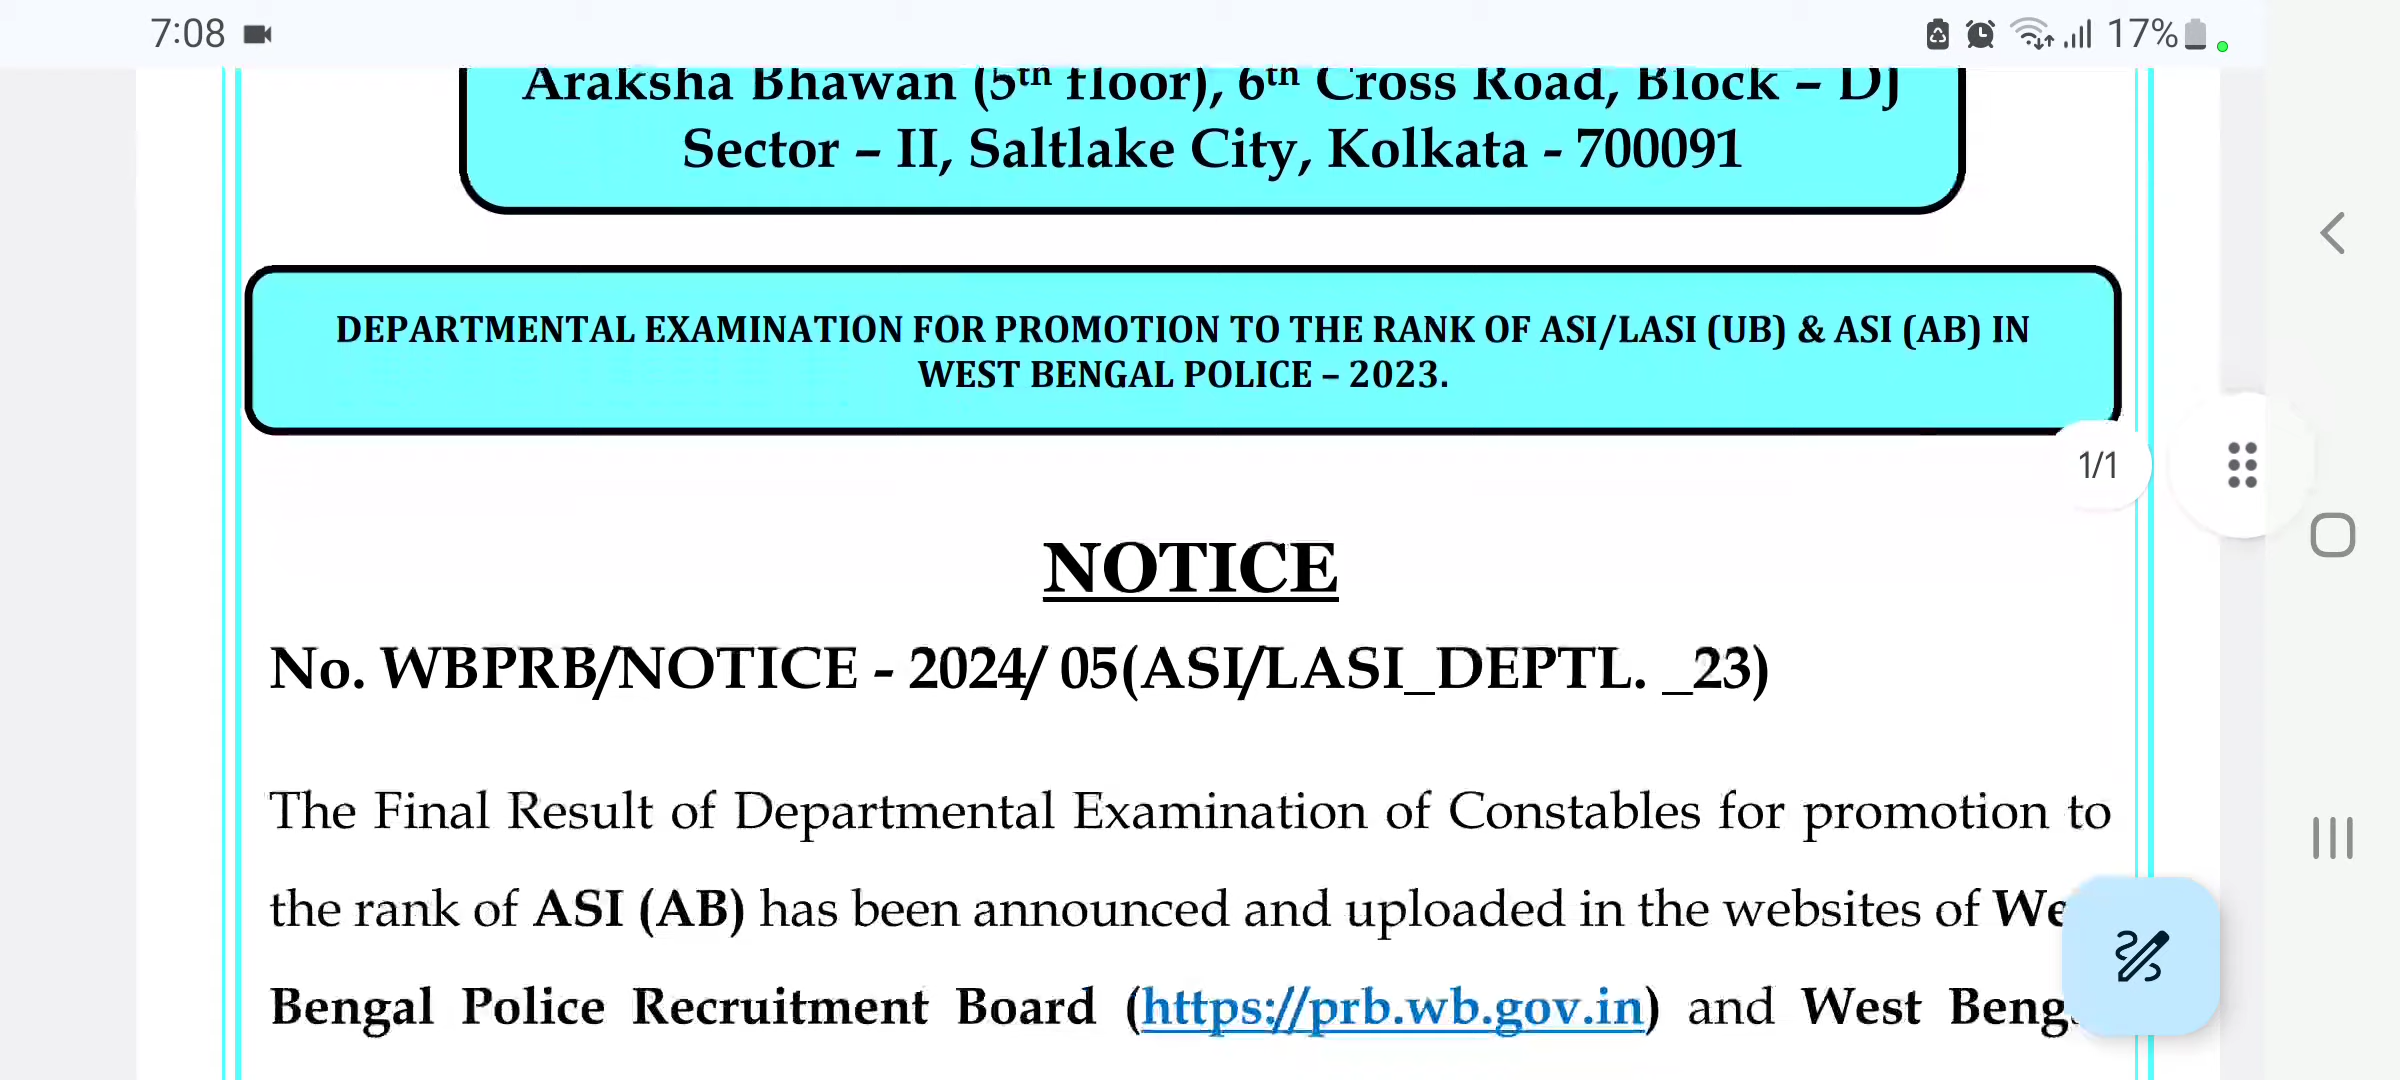 7:08
17%
Araksha Bhawan (5th floor), 6th Cross Road, Block – DJ
Sector – II, Saltlake City, Kolkata - 700091
DEPARTMENTAL EXAMINATION FOR PROMOTION TO THE RANK OF ASI/LASI (UB) & ASI (AB) IN
WEST BENGAL POLICE – 2023.
1/1
NOTICE
No. WBPRB/NOTICE - 2024/ 05(ASI/LASI_DEPTL. _23)
The Final Result of Departmental Examination of Constables for promotion to
the rank of ASI (AB) has been announced and uploaded in the websites of
Bengal Police Recruitment Board (https://prb.wb.gov.in) and West